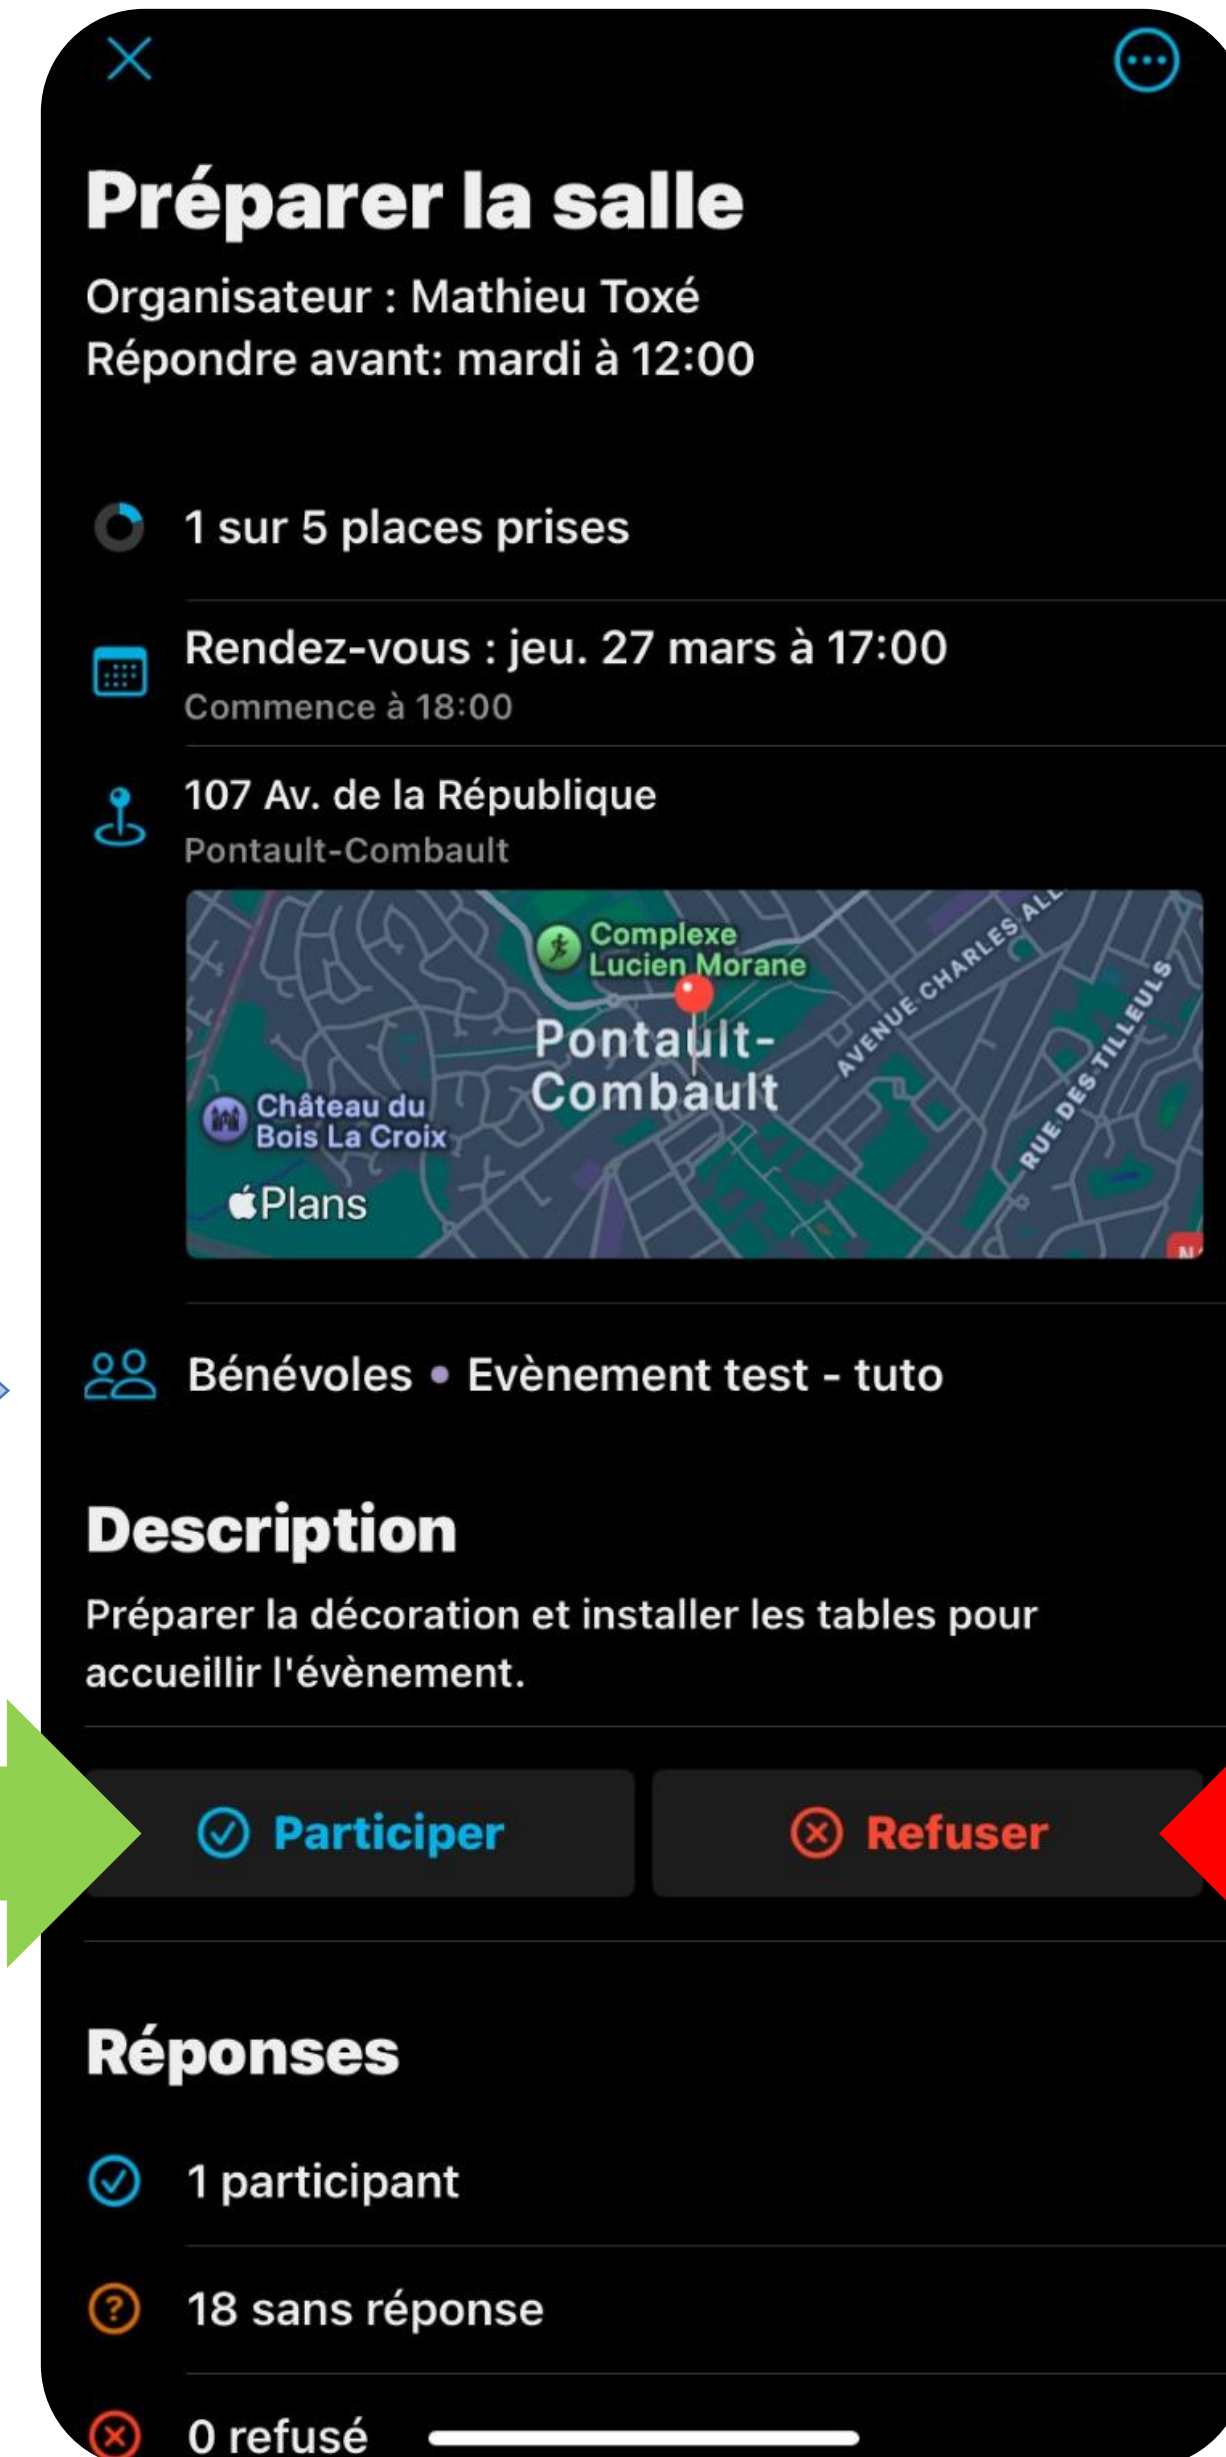 Préparer la salle
Organisateur : Mathieu Toxé
Répondre avant: mardi à 12:00
1 sur 5 places prises
Rendez-vous : jeu. 27 mars à 17:00
Commence à 18:00
107 Av. de la République
Pontault-Combault
Complexe
Lucien Morane
AVENUE CHARLES ALL
RUE DES TILLEULS
Pontault-
Combault
Château du
Bois La Croix
Plans
Bénévoles • Evènement test - tuto
Description
Préparer la décoration et installer les tables pour
accueillir l'évènement.
Participer
Refuser
Réponses
1 participant
18 sans réponse
0 refusé